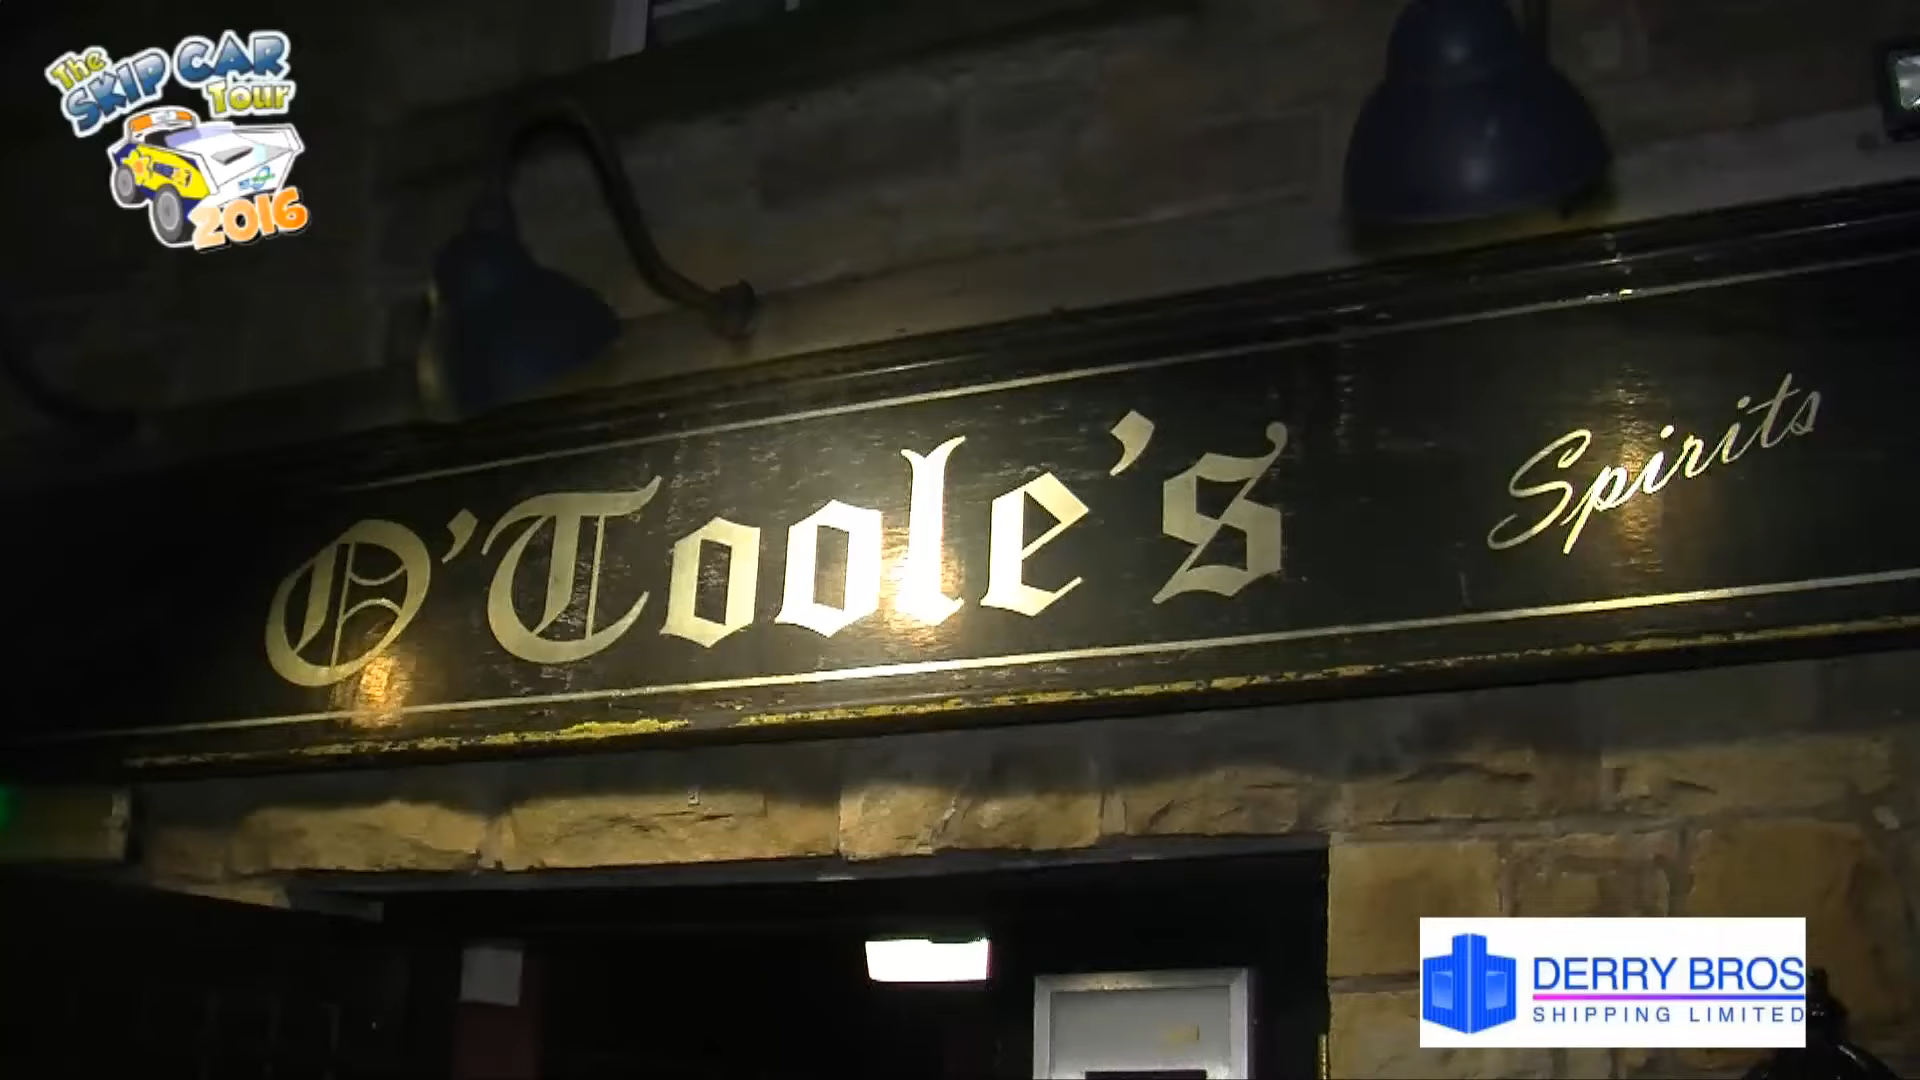 The
SKIP CAR
Tour
2016
O'Toole's
Spirits
DERRY BROS
SHIPPING LIMITED